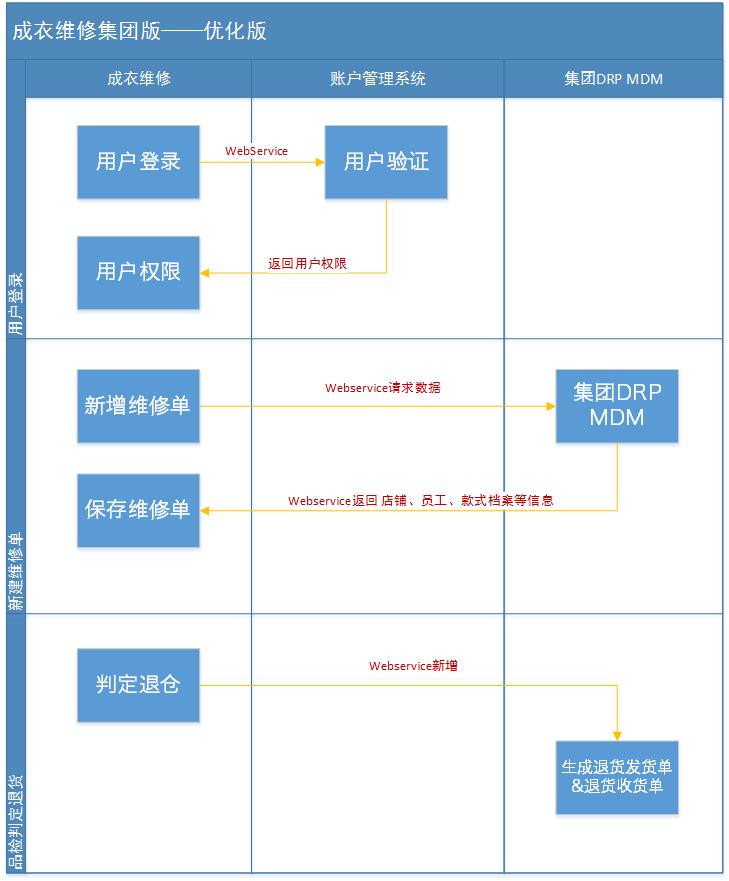 成衣维修集团版——优化版
成衣维修
账户管理系统
集团DRP MDM
用户登录
用户登录
WebService
用户验证
用户权限
返回用户权限
新建维修单
新增维修单
Webservice请求数据
集团DRP
MDM
保存维修单
Webservice返回 店铺、员工、款式档案等信息
品检判定退货
判定退仓
Webservice新增
生成退货发货单
&退货收货单